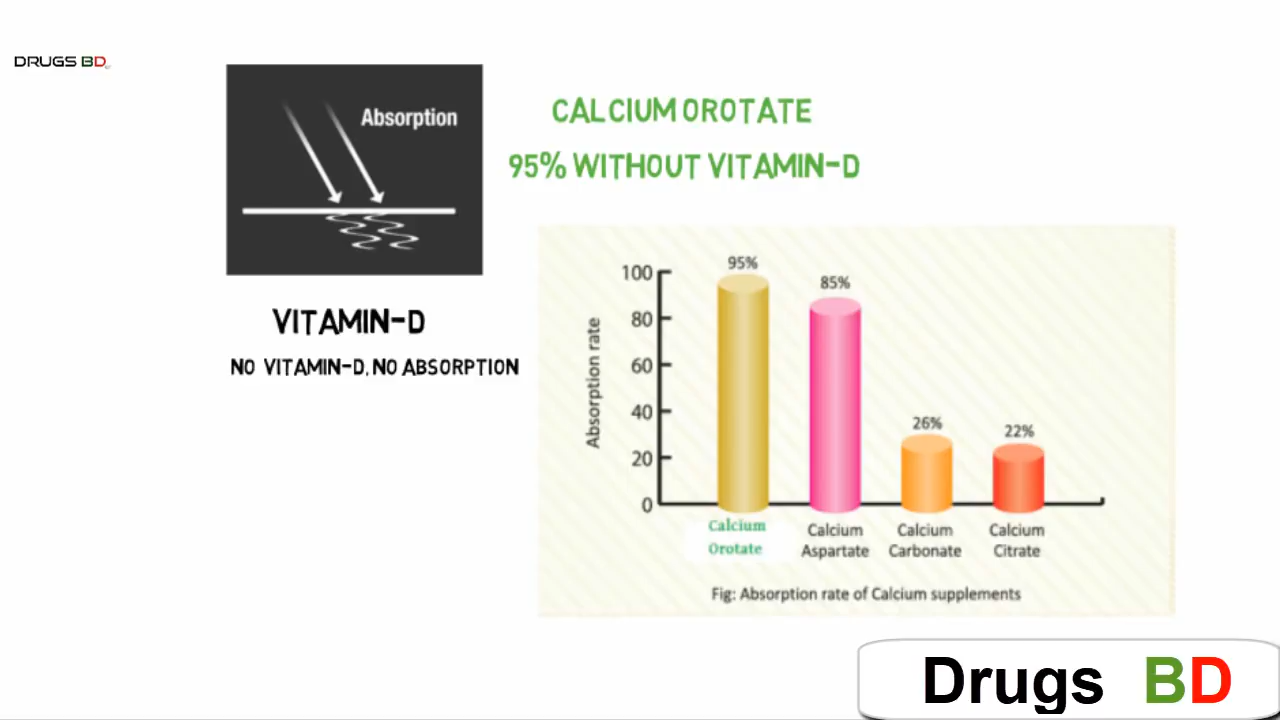 DRUGS BD
Absorption
CALCIUM OROTATE
95% WITHOUT VITAMIN-D
VITAMIN-D
NO VITAMIN-D, NO ABSORPTION
Absorption rate
100
80
60
40
20
0
95%
85%
26%
22%
Calcium Orotate
Calcium Aspartate
Calcium Carbonate
Calcium Citrate
Fig: Absorption rate of Calcium supplements
Drugs BD